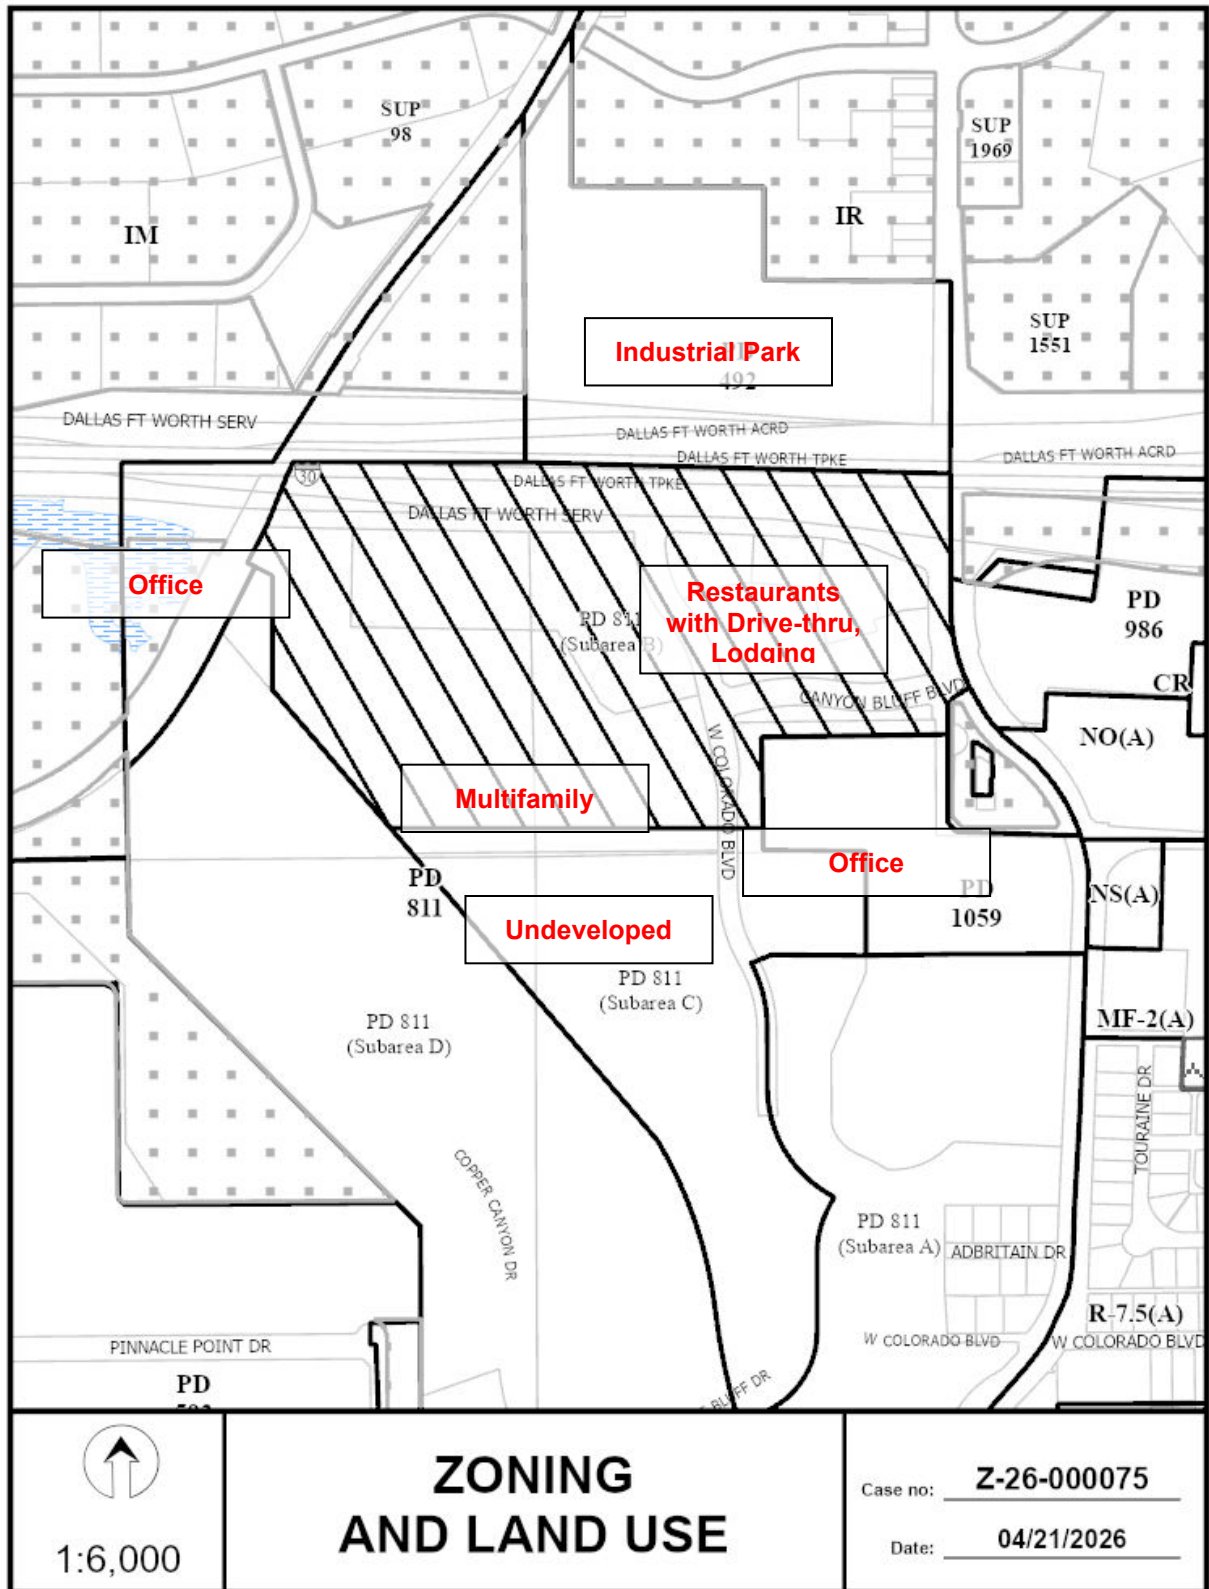 SUP
98
SUP
1969
IM
IR
SUP
1551
Industrial Park
492
DALLAS FT WORTH SERV
DALLAS FT WORTH ACRD
DALLAS FT WORTH TPKE
DALLAS FT WORTH ACRD
30
DALLAS FT WORTH TPKE
DALLAS FT WORTH SERV
Office
Restaurants
with Drive-thru,
Lodging
PD 811
(Subarea B)
PD
986
CR
CANYON BLUFF BLVD
NO(A)
W COLORADO BLVD
Multifamily
Office
PD
811
PD
1059
NS(A)
Undeveloped
PD 811
(Subarea C)
PD 811
(Subarea D)
MF-2(A)
TOURAINE DR
COPPER CANYON DR
PD 811
(Subarea A)
ADBRITAIN DR
R-7.5(A)
W COLORADO BLVD
W COLORADO BLVD
PINNACLE POINT DR
PD
BLUFF DR
1:6,000
ZONING
AND LAND USE
Case no: Z-26-000075
Date: 04/21/2026